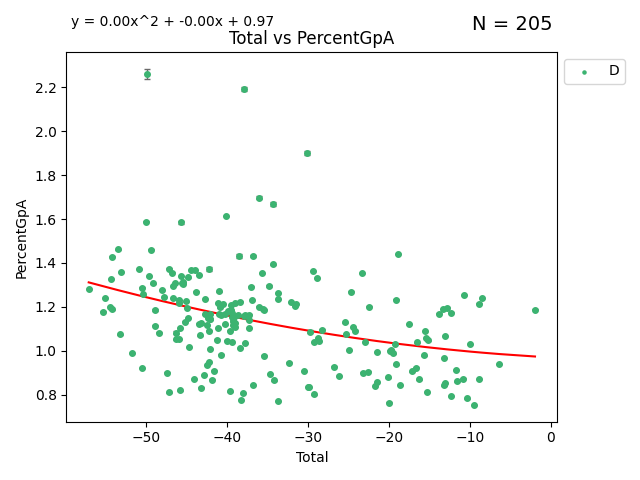 y = 0.00x^2 + -0.00x + 0.97
N = 205
Total vs PercentGpA
D
PercentGpA
2.2
2.0
1.8
1.6
1.4
1.2
1.0
0.8
−50
−40
−30
−20
−10
0
Total